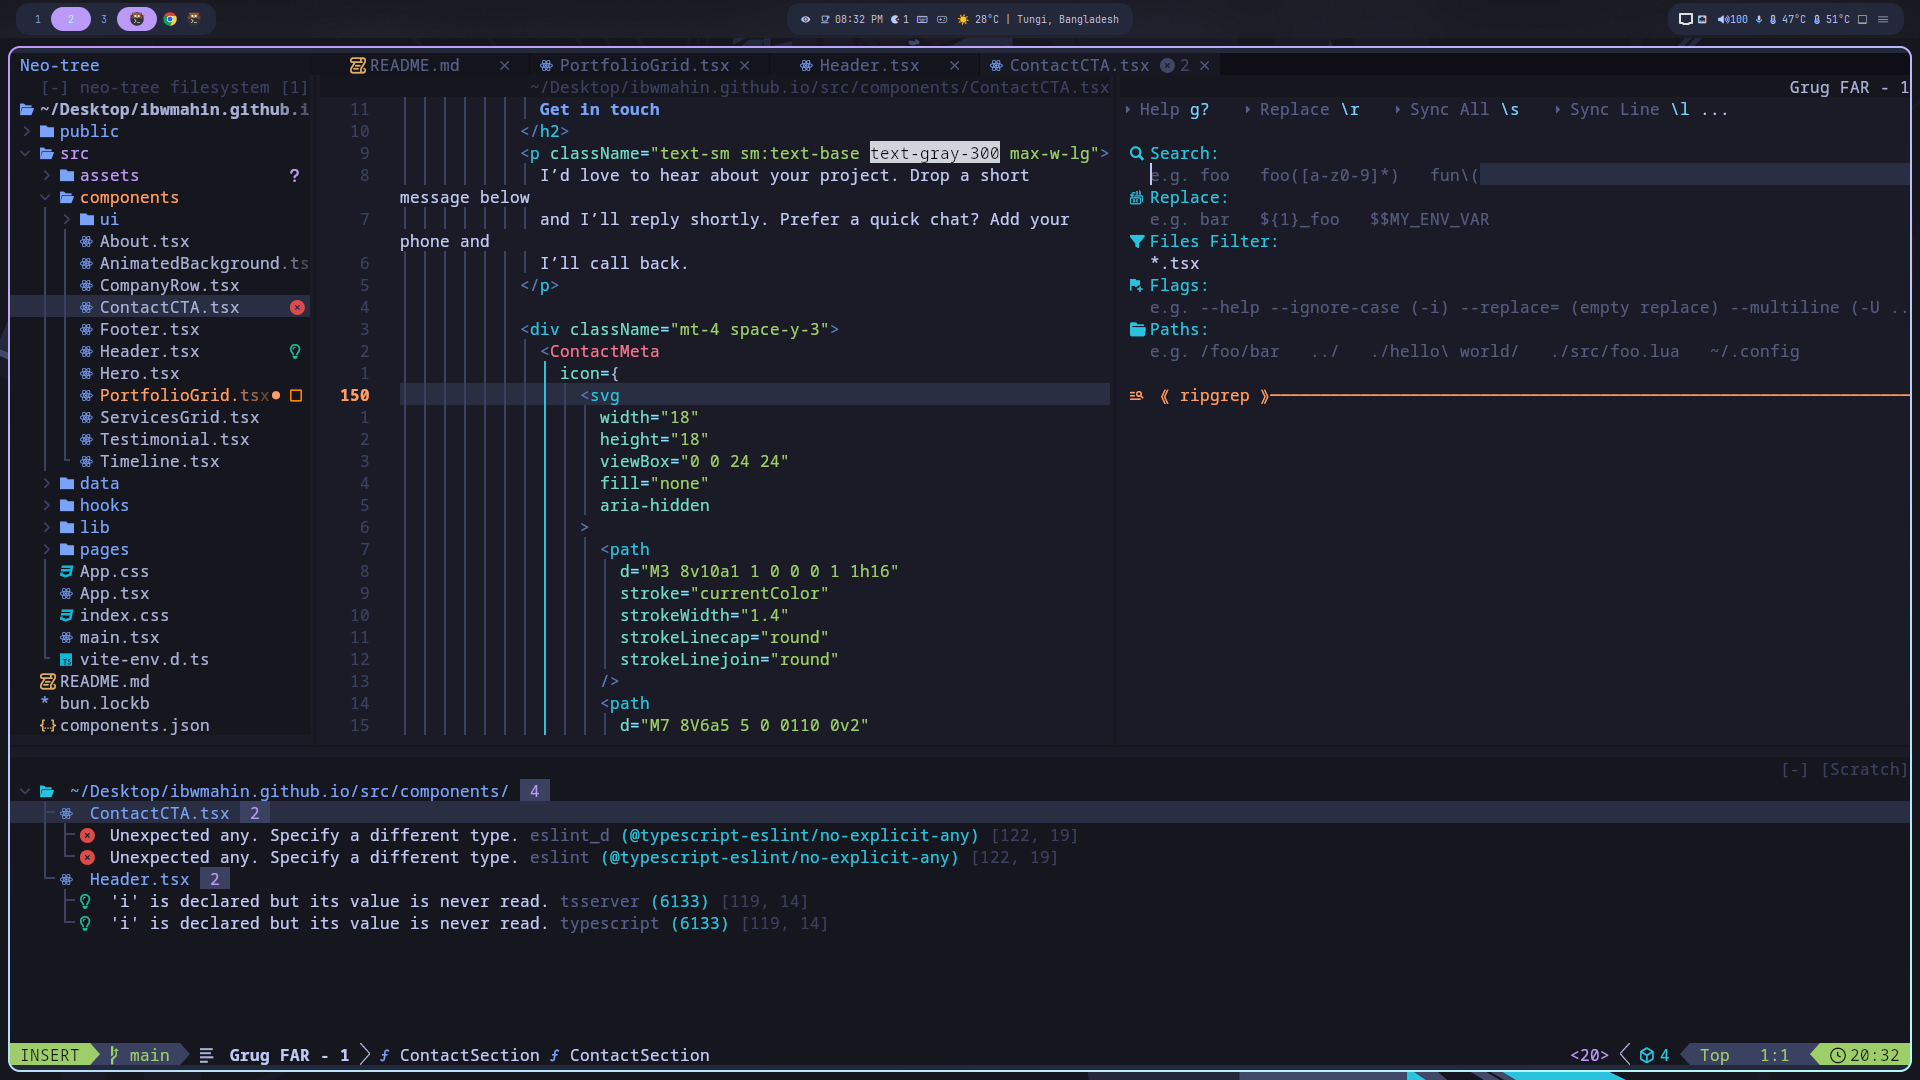 1 2 3
08:32 PM 1 28°C | Tungi, Bangladesh
100 47°C 51°C
Neo-tree
[-] neo-tree filesystem [1]
~/Desktop/ibwmahin.github.i
public
src
assets ?
components
ui
About.tsx
AnimatedBackground.ts
CompanyRow.tsx
ContactCTA.tsx
Footer.tsx
Header.tsx
Hero.tsx
PortfolioGrid.tsx
ServicesGrid.tsx
Testimonial.tsx
Timeline.tsx
data
hooks
lib
pages
App.css
App.tsx
index.css
main.tsx
vite-env.d.ts
README.md
* bun.lockb
{..} components.json
README.md × PortfolioGrid.tsx × Header.tsx × ContactCTA.tsx 2 ×
~/Desktop/ibwmahin.github.io/src/components/ContactCTA.tsx
11 Get in touch
10 </h2>
9 <p className="text-sm sm:text-base text-gray-300 max-w-lg">
8 I’d love to hear about your project. Drop a short
message below
7 and I’ll reply shortly. Prefer a quick chat? Add your
phone and
6 I’ll call back.
5 </p>
4
3 <div className="mt-4 space-y-3">
2 <ContactMeta
1 icon={
150 <svg
1 width="18"
2 height="18"
3 viewBox="0 0 24 24"
4 fill="none"
5 aria-hidden
6 >
7 <path
8 d="M3 8v10a1 1 0 0 0 1 1h16"
9 stroke="currentColor"
10 strokeWidth="1.4"
11 strokeLinecap="round"
12 strokeLinejoin="round"
13 />
14 <path
15 d="M7 8V6a5 5 0 0110 0v2"
Grug FAR - 1
Help g? Replace \r Sync All \s Sync Line \l ...
Search:
e.g. foo foo([a-z0-9]*) fun\(
Replace:
e.g. bar ${1}_foo $$MY_ENV_VAR
Files Filter:
*.tsx
Flags:
e.g. --help --ignore-case (-i) --replace= (empty replace) --multiline (-U ..
Paths:
e.g. /foo/bar ../ ./hello\ world/ ./src/foo.lua ~/.config
⟪ ripgrep ⟫
[-] [Scratch]
~/Desktop/ibwmahin.github.io/src/components/ 4
ContactCTA.tsx 2
Unexpected any. Specify a different type. eslint_d (@typescript-eslint/no-explicit-any) [122, 19]
Unexpected any. Specify a different type. eslint (@typescript-eslint/no-explicit-any) [122, 19]
Header.tsx 2
'i' is declared but its value is never read. tsserver (6133) [119, 14]
'i' is declared but its value is never read. typescript (6133) [119, 14]
INSERT main Grug FAR - 1 ContactSection ContactSection
<20> 4 Top 1:1 20:32